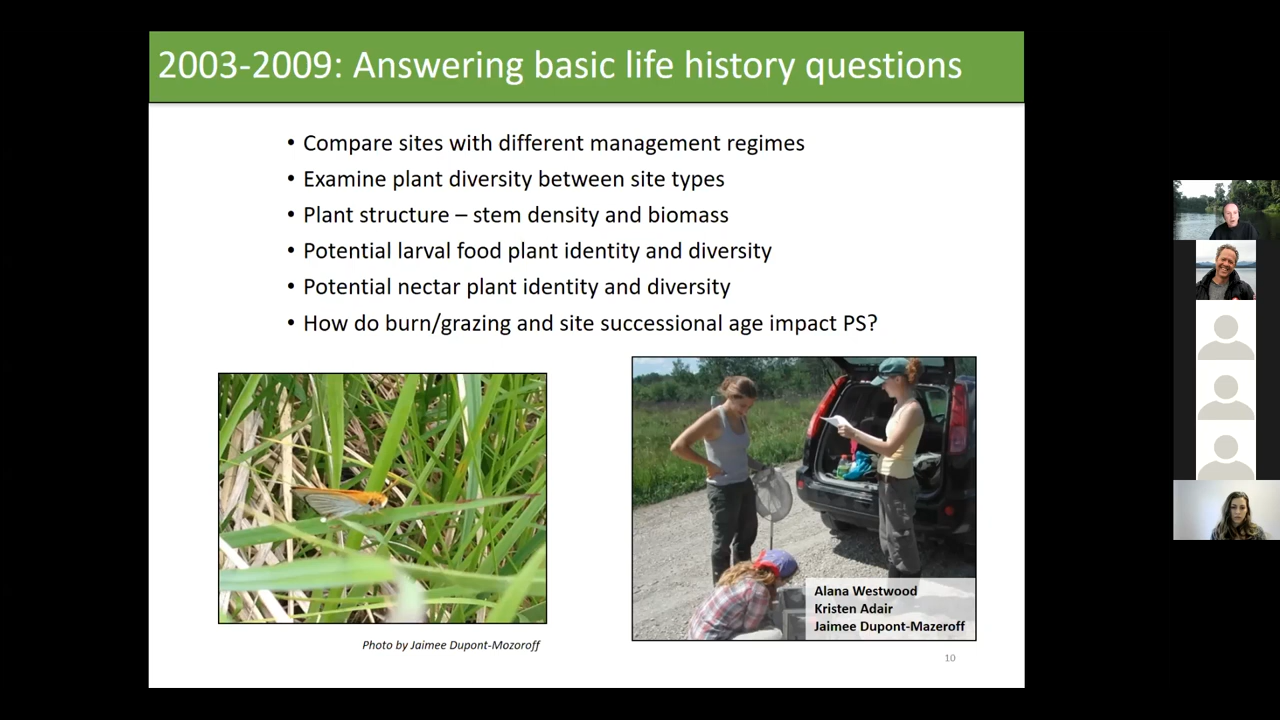 2003-2009: Answering basic life history questions
• Compare sites with different management regimes
• Examine plant diversity between site types
• Plant structure – stem density and biomass
• Potential larval food plant identity and diversity
• Potential nectar plant identity and diversity
• How do burn/grazing and site successional age impact PS?
Alana Westwood
Kristen Adair
Jaimee Dupont-Mazeroff
Photo by Jaimee Dupont-Mozoroff
10